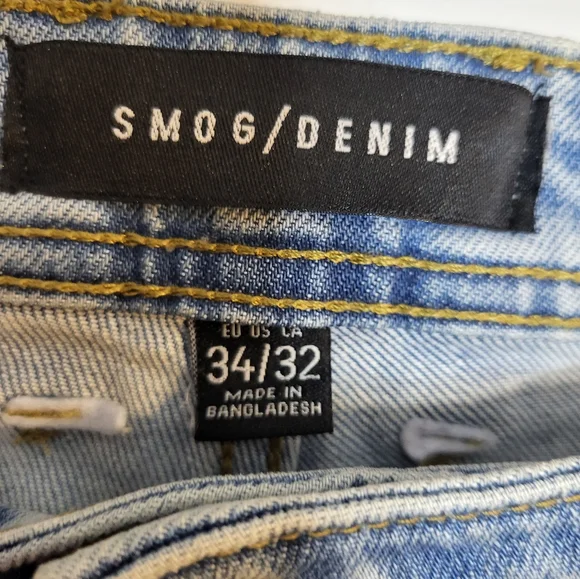 SMOG/DENIM
EU US CA
34/32
MADE IN
BANGLADESH